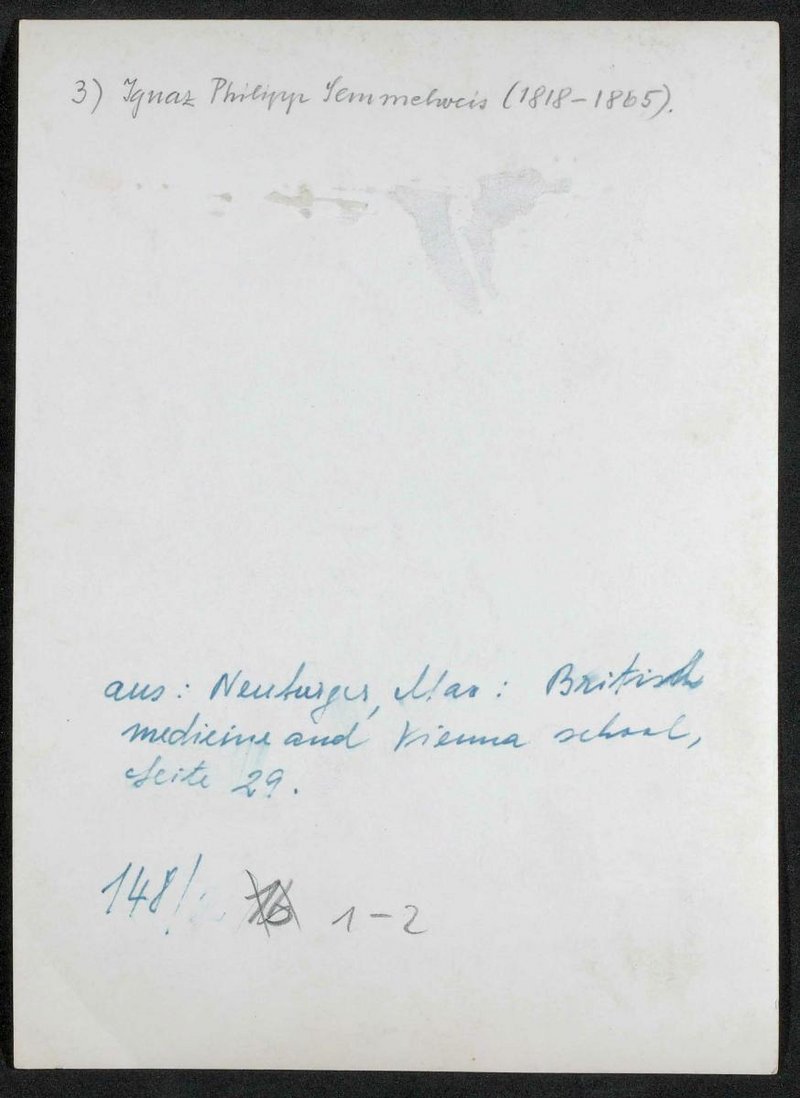 3) Ignaz Philipp Semmelweis (1818-1865).
aus: Neuburger, Max: British
medicine and Vienna school,
Seite 29.
148/ 1-2